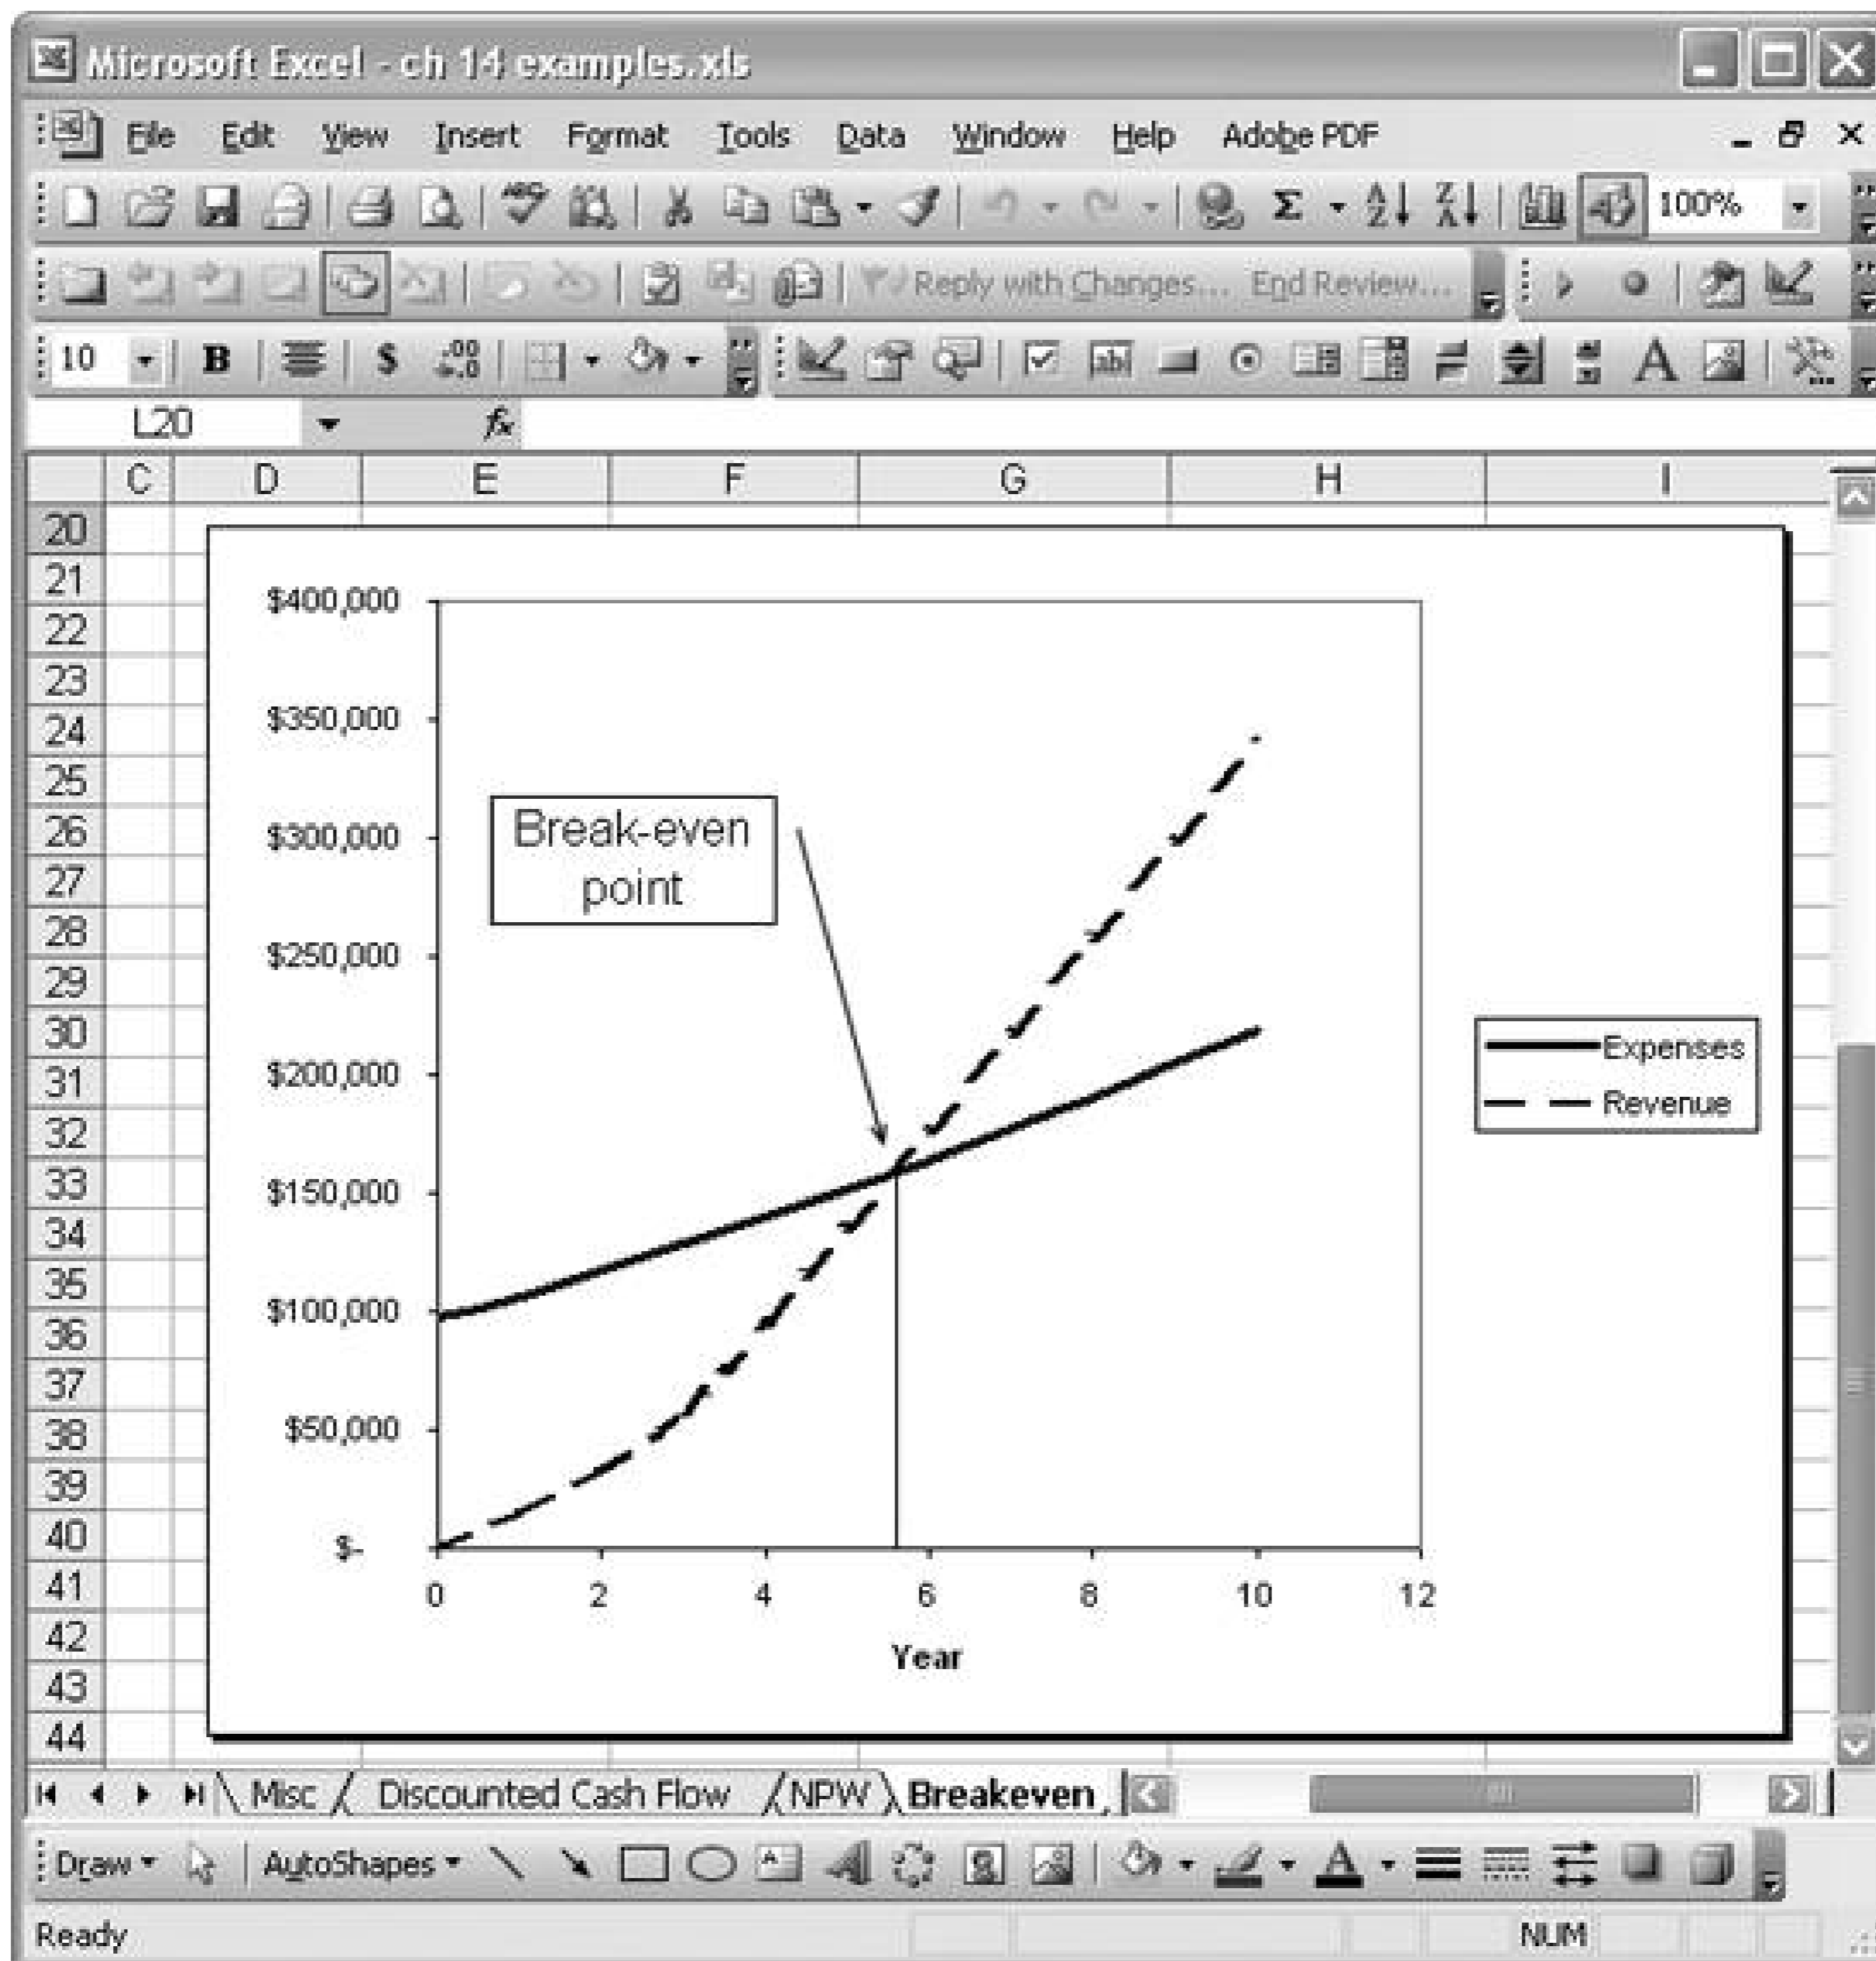 Microsoft Excel - ch 14 examples.xls
File Edit View Insert Format Tools Data Window Help Adobe PDF
100%
Reply with Changes... End Review...
10 B $ .00 .0 ab A
L20 fx
C D E F G H I
20
21
$400,000
22
23
$350,000
24
25
Break-even
$300,000
26
point
27
28
$250,000
29
30
Expenses
$200,000
31
Revenue
32
33
$150,000
34
35
$100,000
36
37
$50,000
38
39
40
$-
41
0 2 4 6 8 10 12
42
Year
43
44
Misc Discounted Cash Flow NPW Breakeven
Draw AutoShapes A
Ready NUM